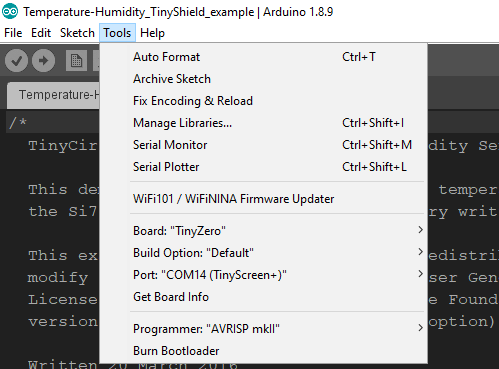 Temperature-Humidity_TinyShield_example | Arduino 1.8.9
File Edit Sketch Tools Help
Auto Format Ctrl+T
Archive Sketch
Temperature-H
Fix Encoding & Reload
Manage Libraries... Ctrl+Shift+I
/*
Serial Monitor Ctrl+Shift+M
TinyCir
idity Se
Serial Plotter Ctrl+Shift+L
This de
temper
WiFi101 / WiFiNINA Firmware Updater
the Si7
ry writ
Board: "TinyZero"
Build Option: "Default"
This ex
edistri
Port: "COM14 (TinyScreen+)"
modify
ser Gen
Get Board Info
License
e Found
version
option)
Programmer: "AVRISP mkII"
Burn Bootloader
Written 20 March 2016